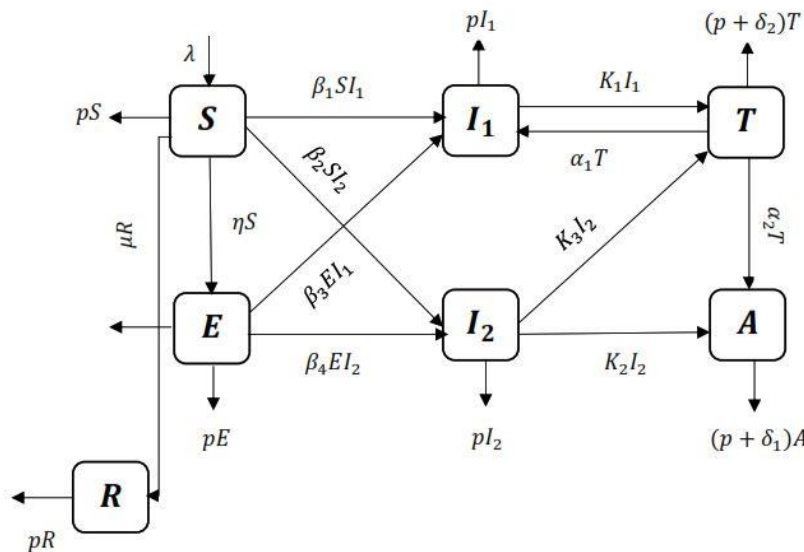 λ
pS
S
β₁SI₁
pI₁
I₁
K₁I₁
α₁T
(p + δ₂)T
T
β₂SI₂
μR
ηS
β₃EI₁
K₃I₂
α₂T
E
β₄EI₂
I₂
K₂I₂
A
pE
pI₂
(p + δ₁)A
R
pR